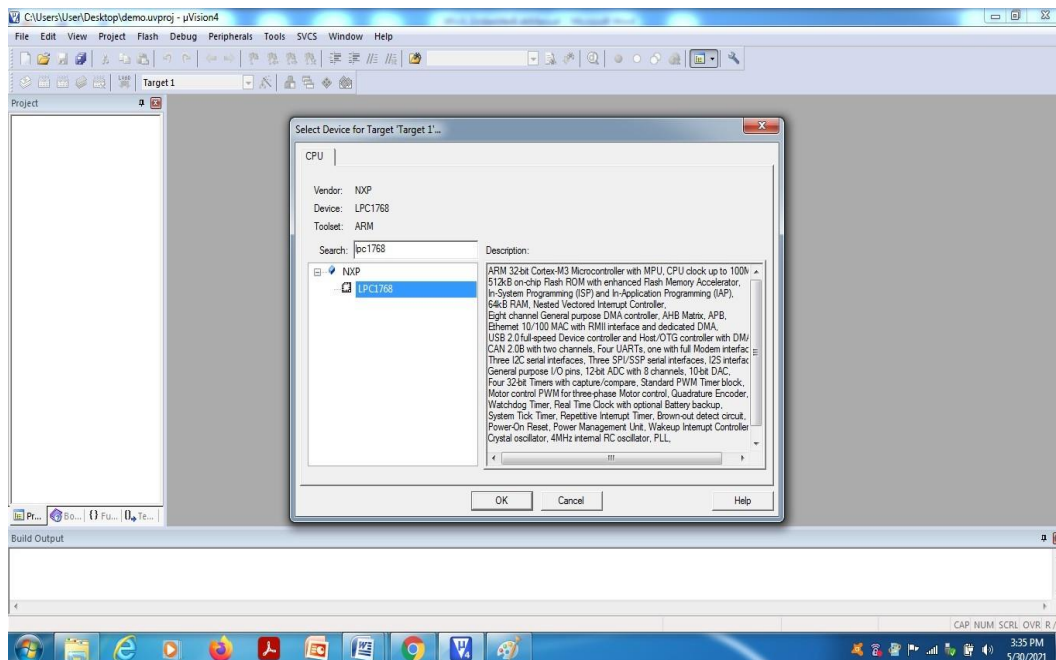 C:\Users\User\Desktop\demo.uvproj - µVision4
File Edit View Project Flash Debug Peripherals Tools SVCS Window Help
Target 1
Project
Select Device for Target 'Target 1'...
CPU
Vendor: NXP
Device: LPC1768
Toolset: ARM
Search: lpc1768
Description:
NXP
LPC1768
ARM 32-bit Cortex-M3 Microcontroller with MPU, CPU clock up to 100M
512kB on-chip Flash ROM with enhanced Flash Memory Accelerator,
In-System Programming (ISP) and In-Application Programming (IAP),
64kB RAM, Nested Vectored Interrupt Controller,
Eight channel General purpose DMA controller, AHB Matrix, APB,
Ethernet 10/100 MAC with RMII interface and dedicated DMA,
USB 2.0 full-speed Device controller and Host/OTG controller with DMA
CAN 2.0B with two channels, Four UARTs, one with full Modem interfac
Three I2C serial interfaces, Three SPI/SSP serial interfaces, I2S interfac
General purpose I/O pins, 12-bit ADC with 8 channels, 10-bit DAC,
Four 32-bit Timers with capture/compare, Standard PWM Timer block,
Motor control PWM for three-phase Motor control, Quadrature Encoder,
Watchdog Timer, Real Time Clock with optional Battery backup,
System Tick Timer, Repetitive Interrupt Timer, Brown-out detect circuit,
Power-On Reset, Power Management Unit, Wakeup Interrupt Controller
Crystal oscillator, 4MHz internal RC oscillator, PLL,
OK Cancel Help
Pr... Bo... {} Fu... Te...
Build Output
CAP NUM SCRL OVR R/
3:35 PM
5/30/2021